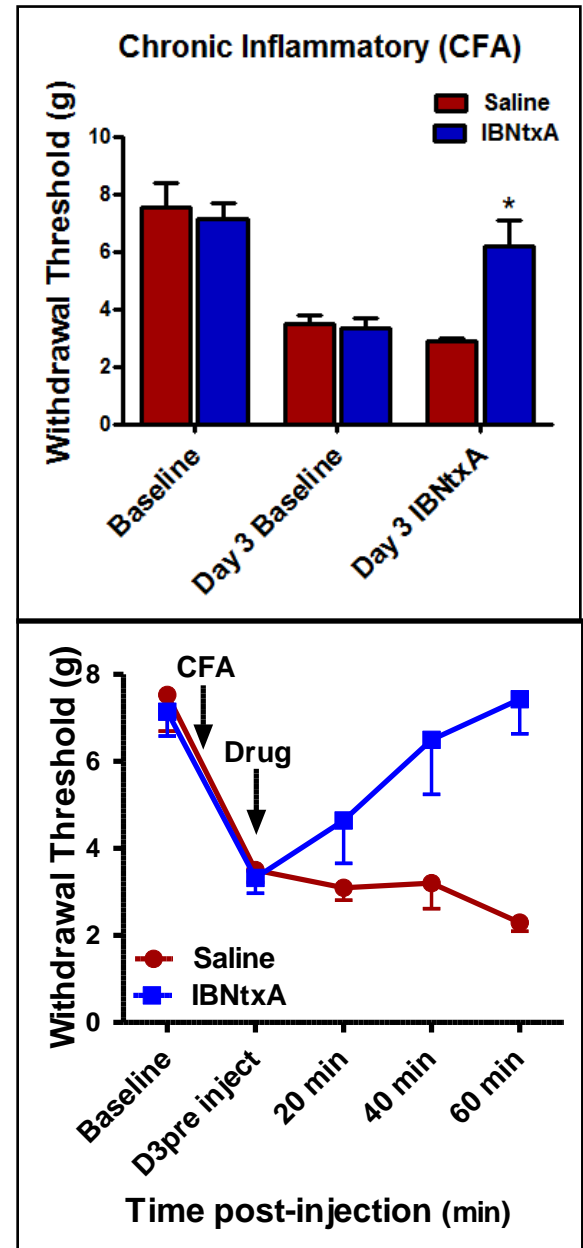 Chronic Inflammatory (CFA)
Saline
IBNtxA
Withdrawal Threshold (g)
10
8
6
4
2
0
*
Baseline
Day 3 Baseline
Day 3 IBNtxA
Withdrawal Threshold (g)
8
6
4
2
0
CFA
Drug
Saline
IBNtxA
Baseline
D3pre inject
20 min
40 min
60 min
Time post-injection (min)